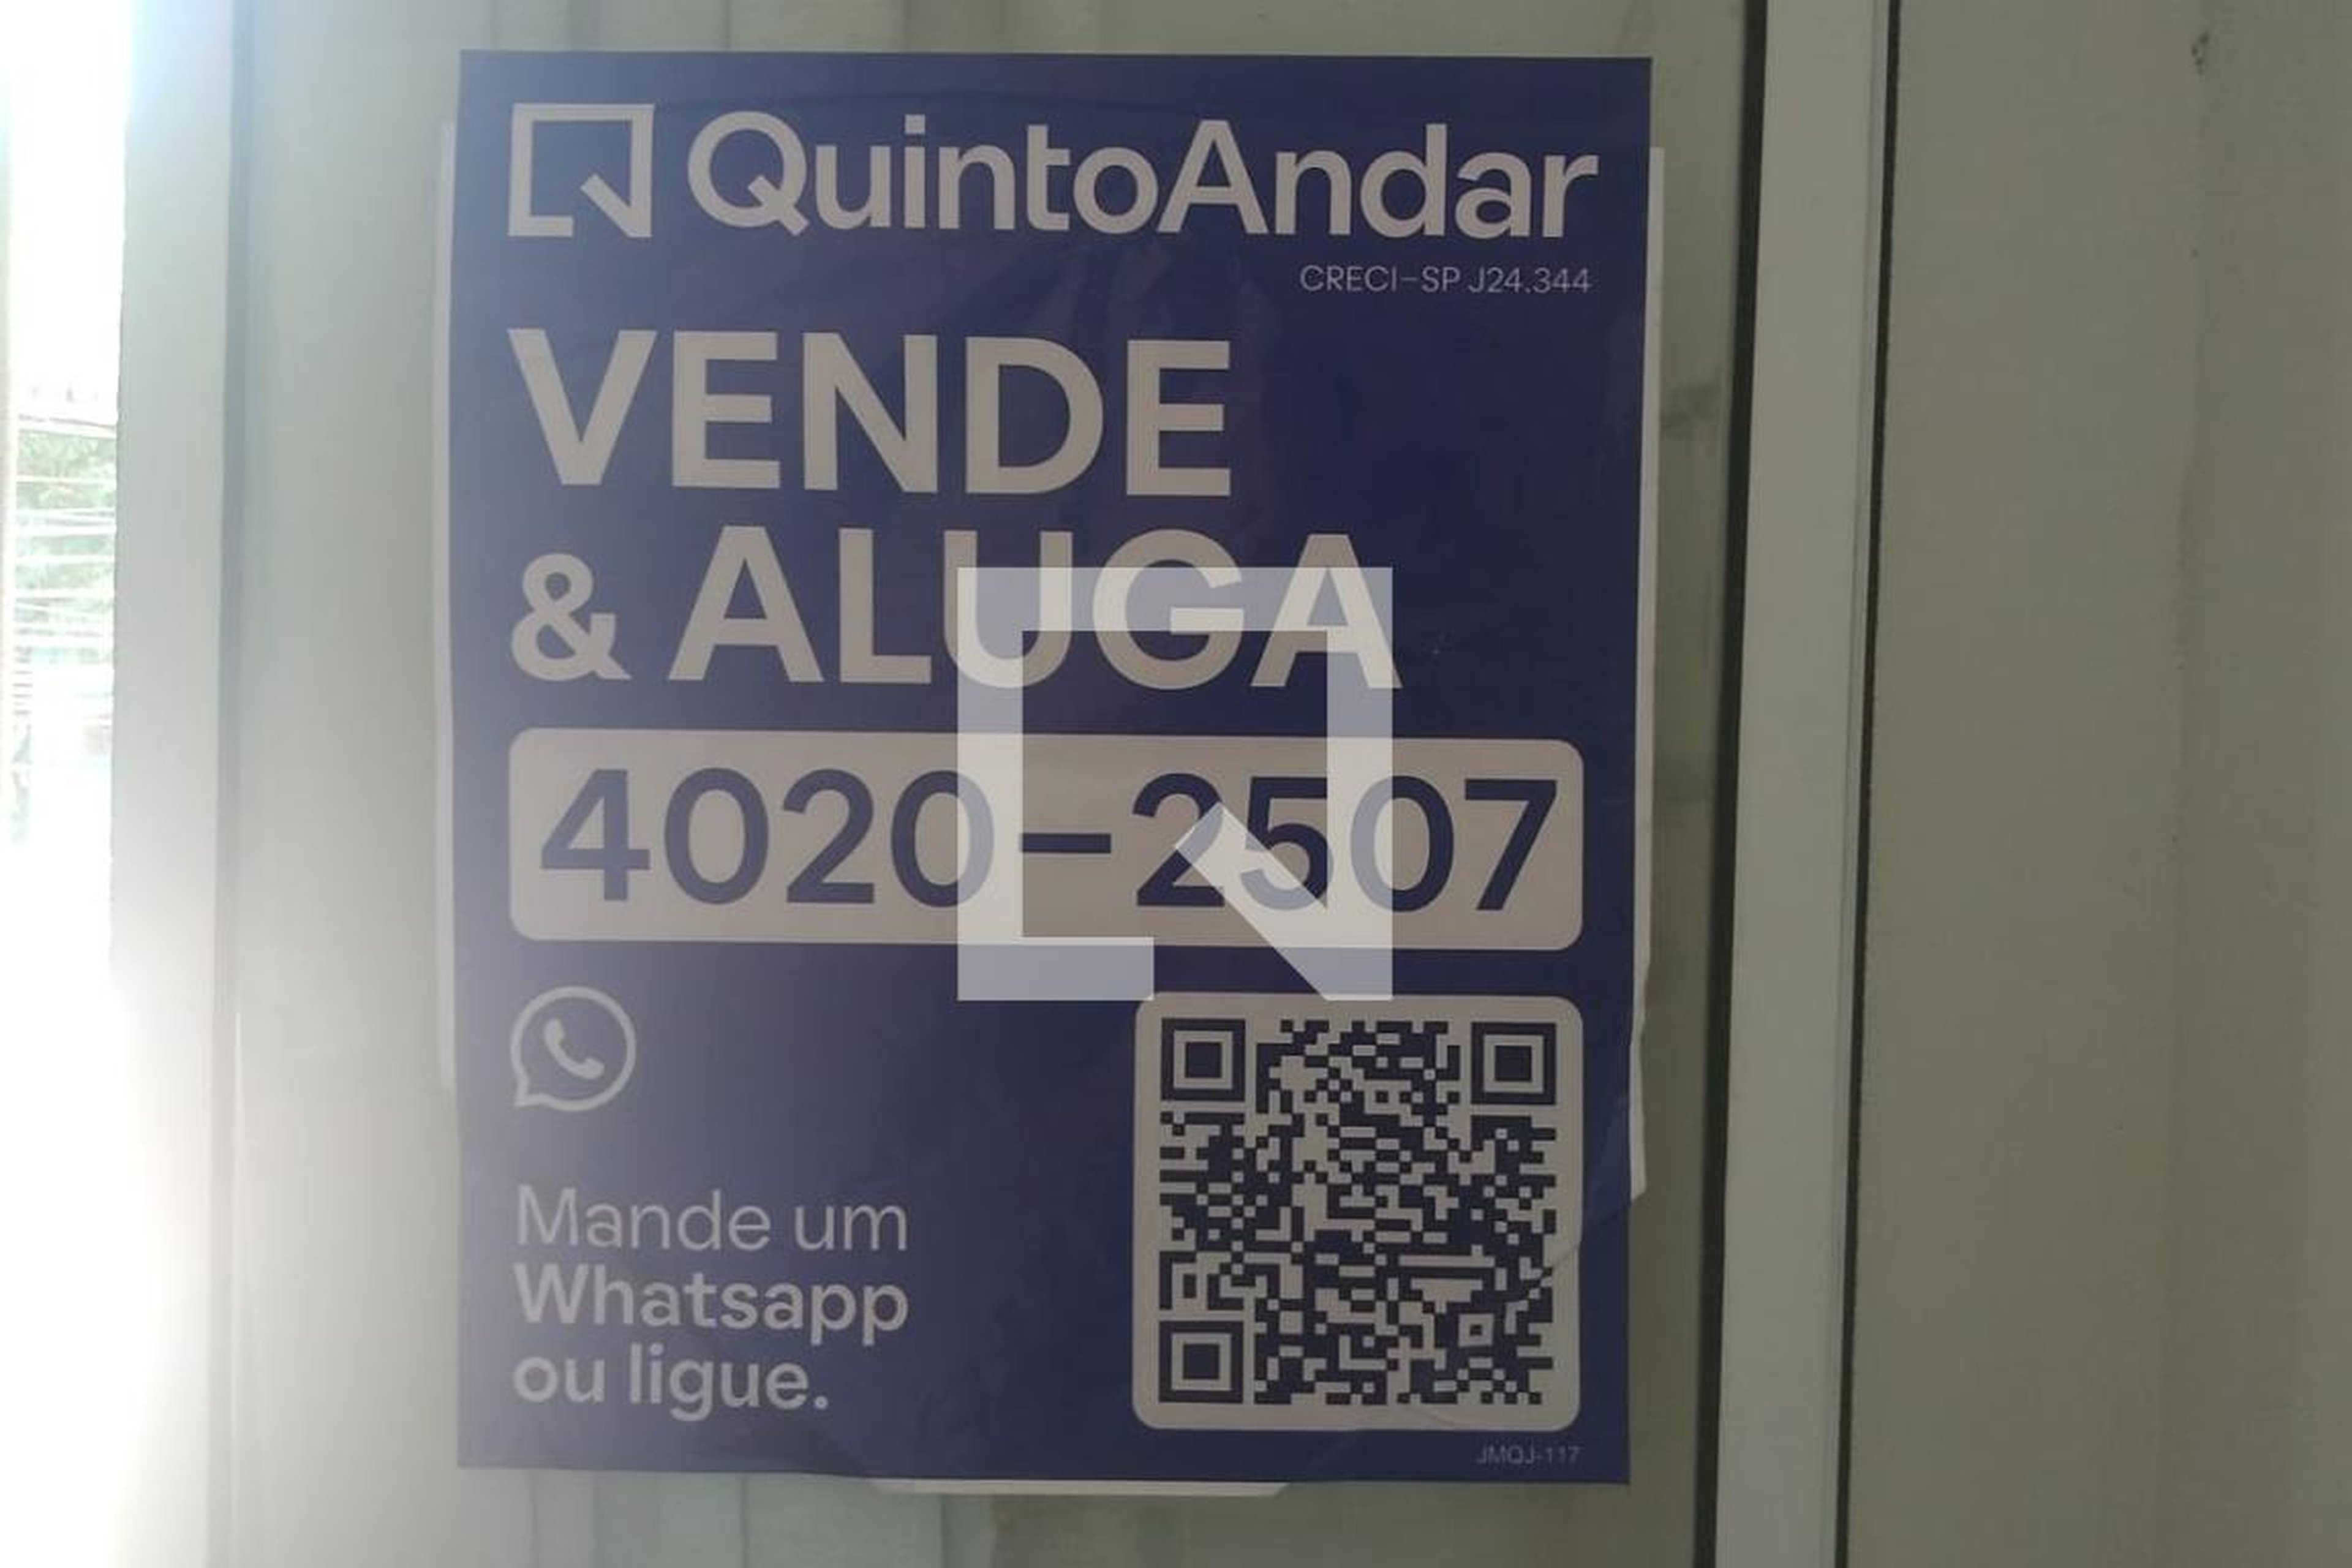 QuintoAndar
CRECI-SP J24.344
VENDE
& ALUGA
4020-2507
Mande um
Whatsapp
ou ligue.
JMQJ-117